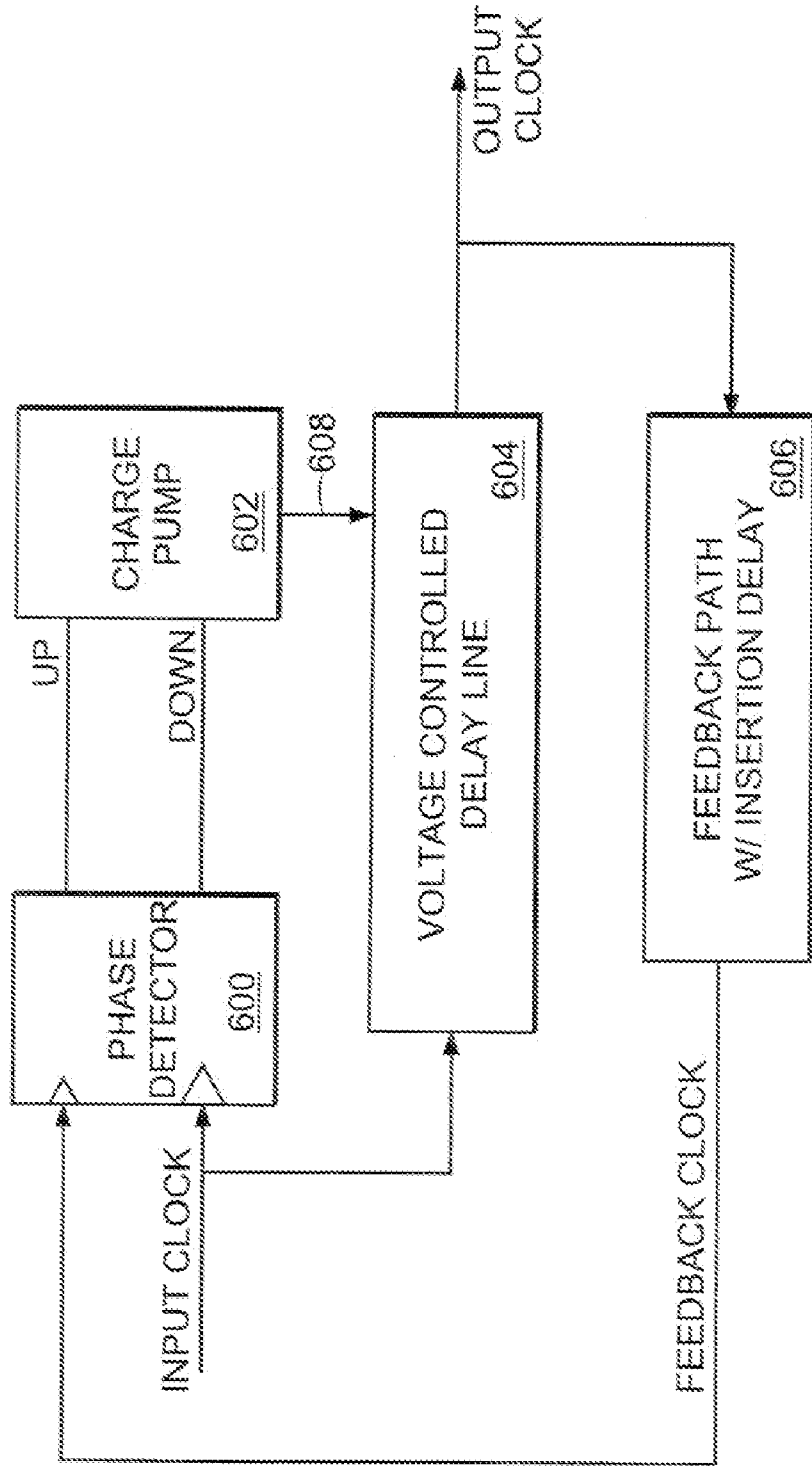 PHASE
DETECTOR
600
UP
DOWN
CHARGE
PUMP
602
608
INPUT CLOCK
VOLTAGE CONTROLLED
DELAY LINE
604
OUTPUT
CLOCK
FEEDBACK CLOCK
FEEDBACK PATH
W/ INSERTION DELAY
606